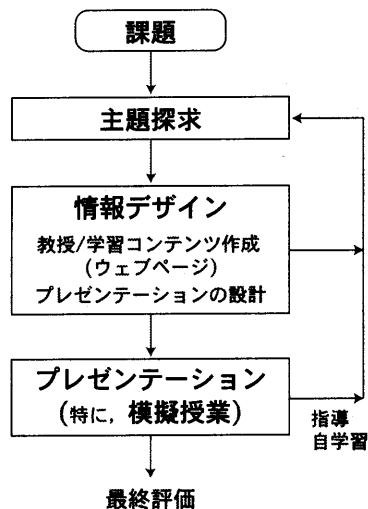 課題
主題探求
情報デザイン
教授/学習コンテンツ作成
(ウェブページ)
プレゼンテーションの設計
プレゼンテーション
(特に, 模擬授業)
指導
自学習
最終評価